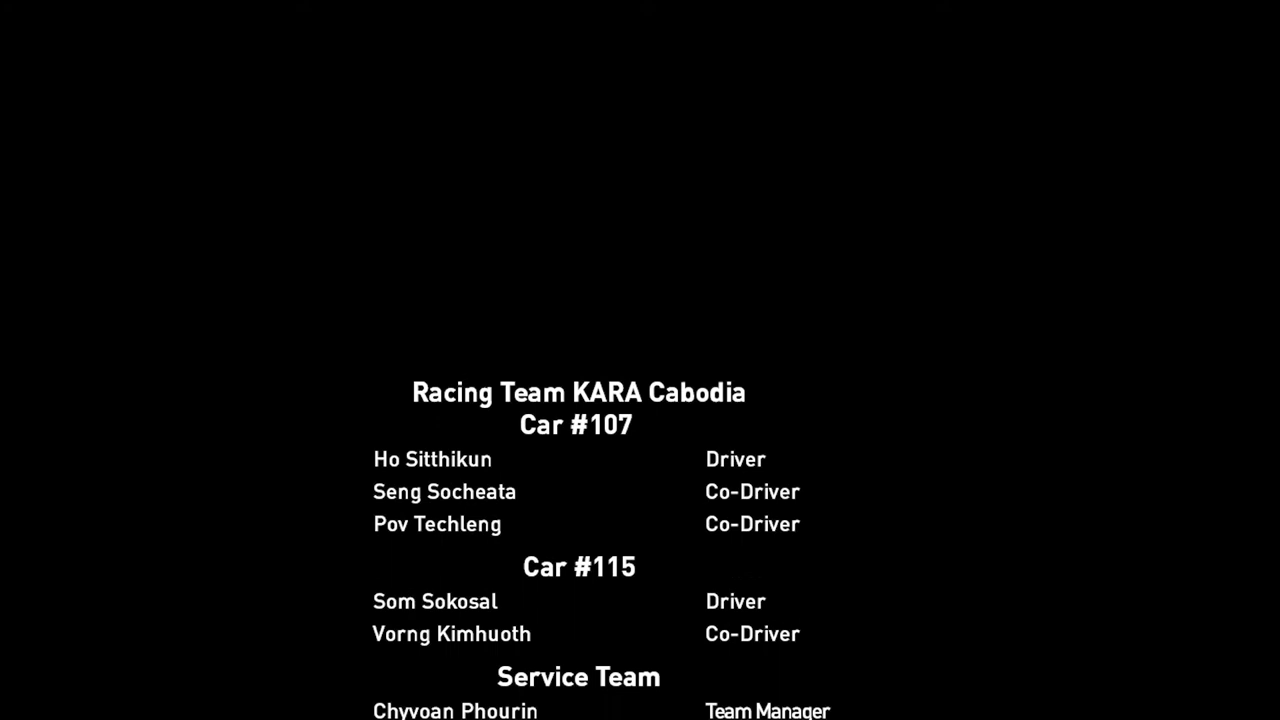 Racing Team KARA Cabodia
Car #107
Ho Sitthikun Driver
Seng Socheata Co-Driver
Pov Techleng Co-Driver
Car #115
Som Sokosal Driver
Vorng Kimhuoth Co-Driver
Service Team
Chyvoan Phourin Team Manager